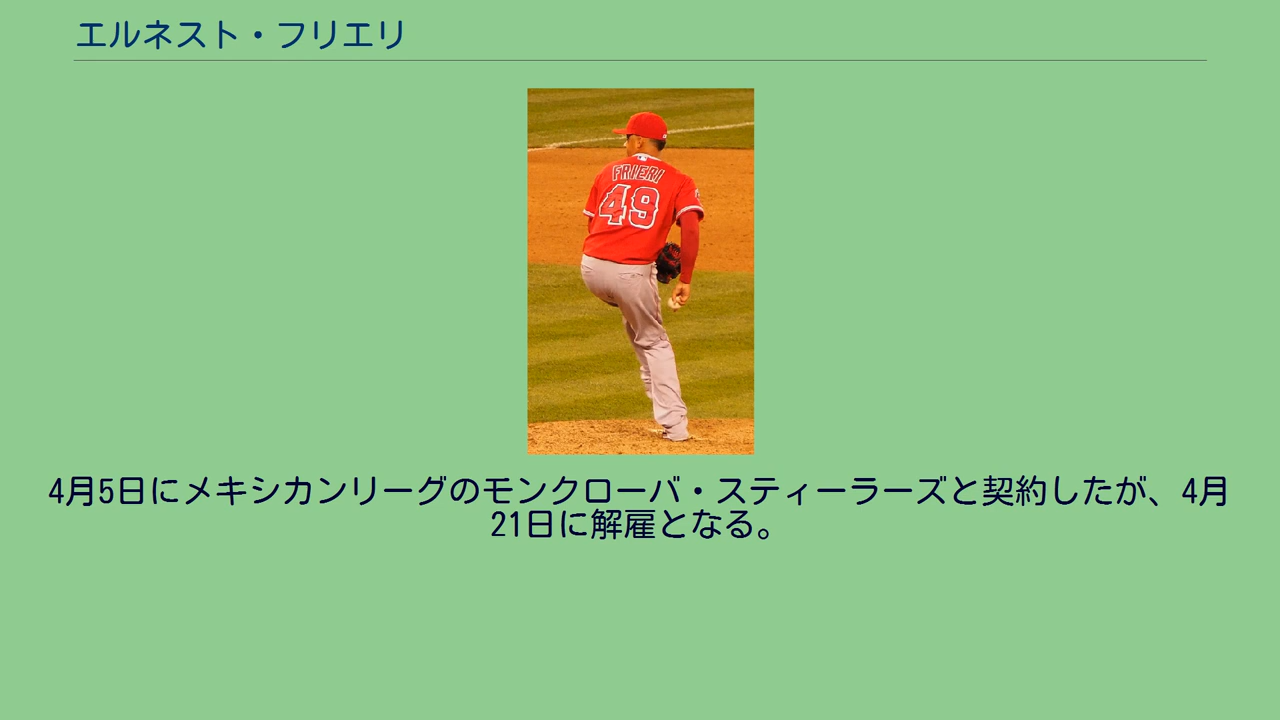 エルネスト・フリエリ
FRIERI
49
4月5日にメキシカンリーグのモンクローバ・スティーラーズと契約したが、4月
21日に解雇となる。